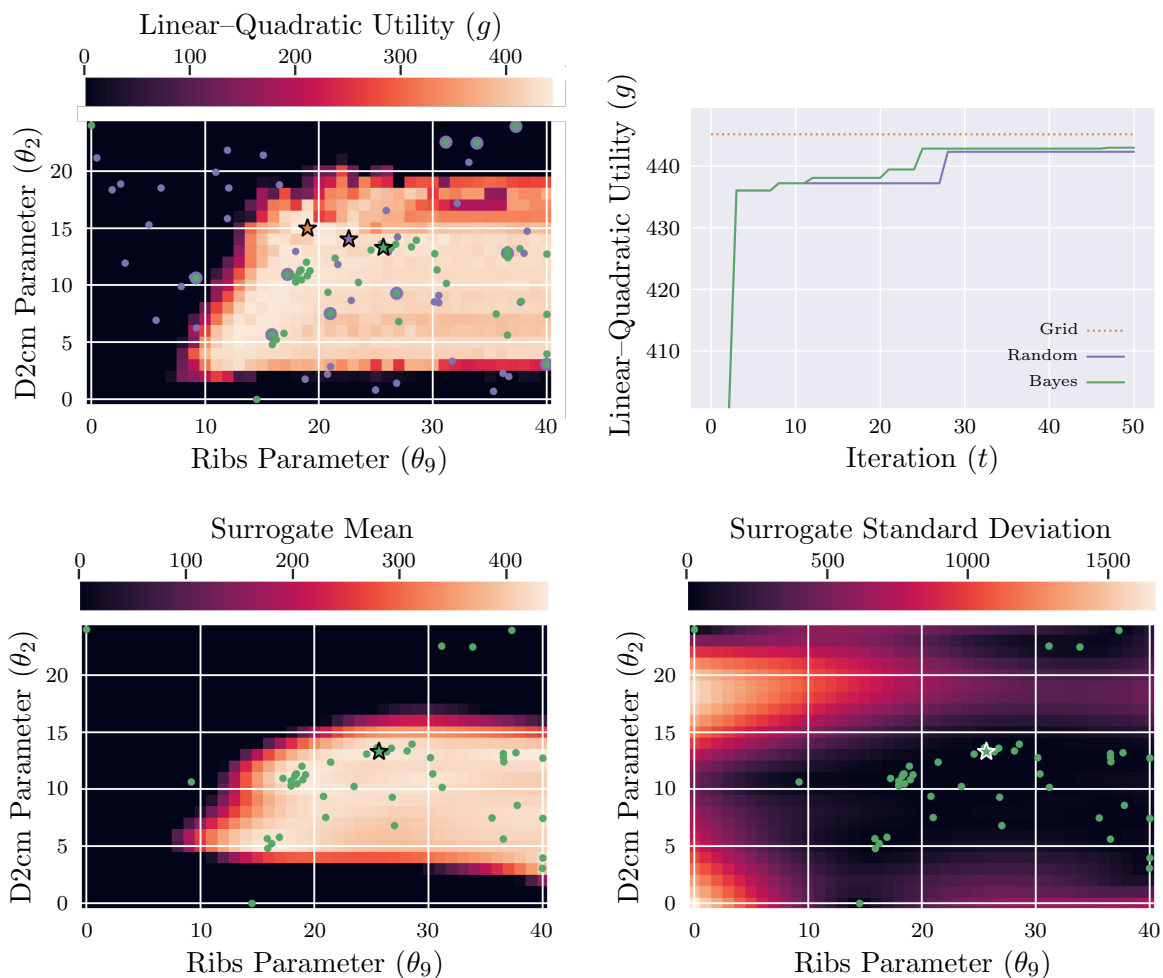 Linear–Quadratic Utility (g)
0 100 200 300 400
D2cm Parameter (θ2)
20
15
10
5
0
0 10 20 30 40
Ribs Parameter (θ9)
Linear–Quadratic Utility (g)
440
430
420
410
Grid
Random
Bayes
0 10 20 30 40 50
Iteration (t)
Surrogate Mean
0 100 200 300 400
D2cm Parameter (θ2)
20
15
10
5
0
0 10 20 30 40
Ribs Parameter (θ9)
Surrogate Standard Deviation
0 500 1000 1500
D2cm Parameter (θ2)
20
15
10
5
0
0 10 20 30 40
Ribs Parameter (θ9)